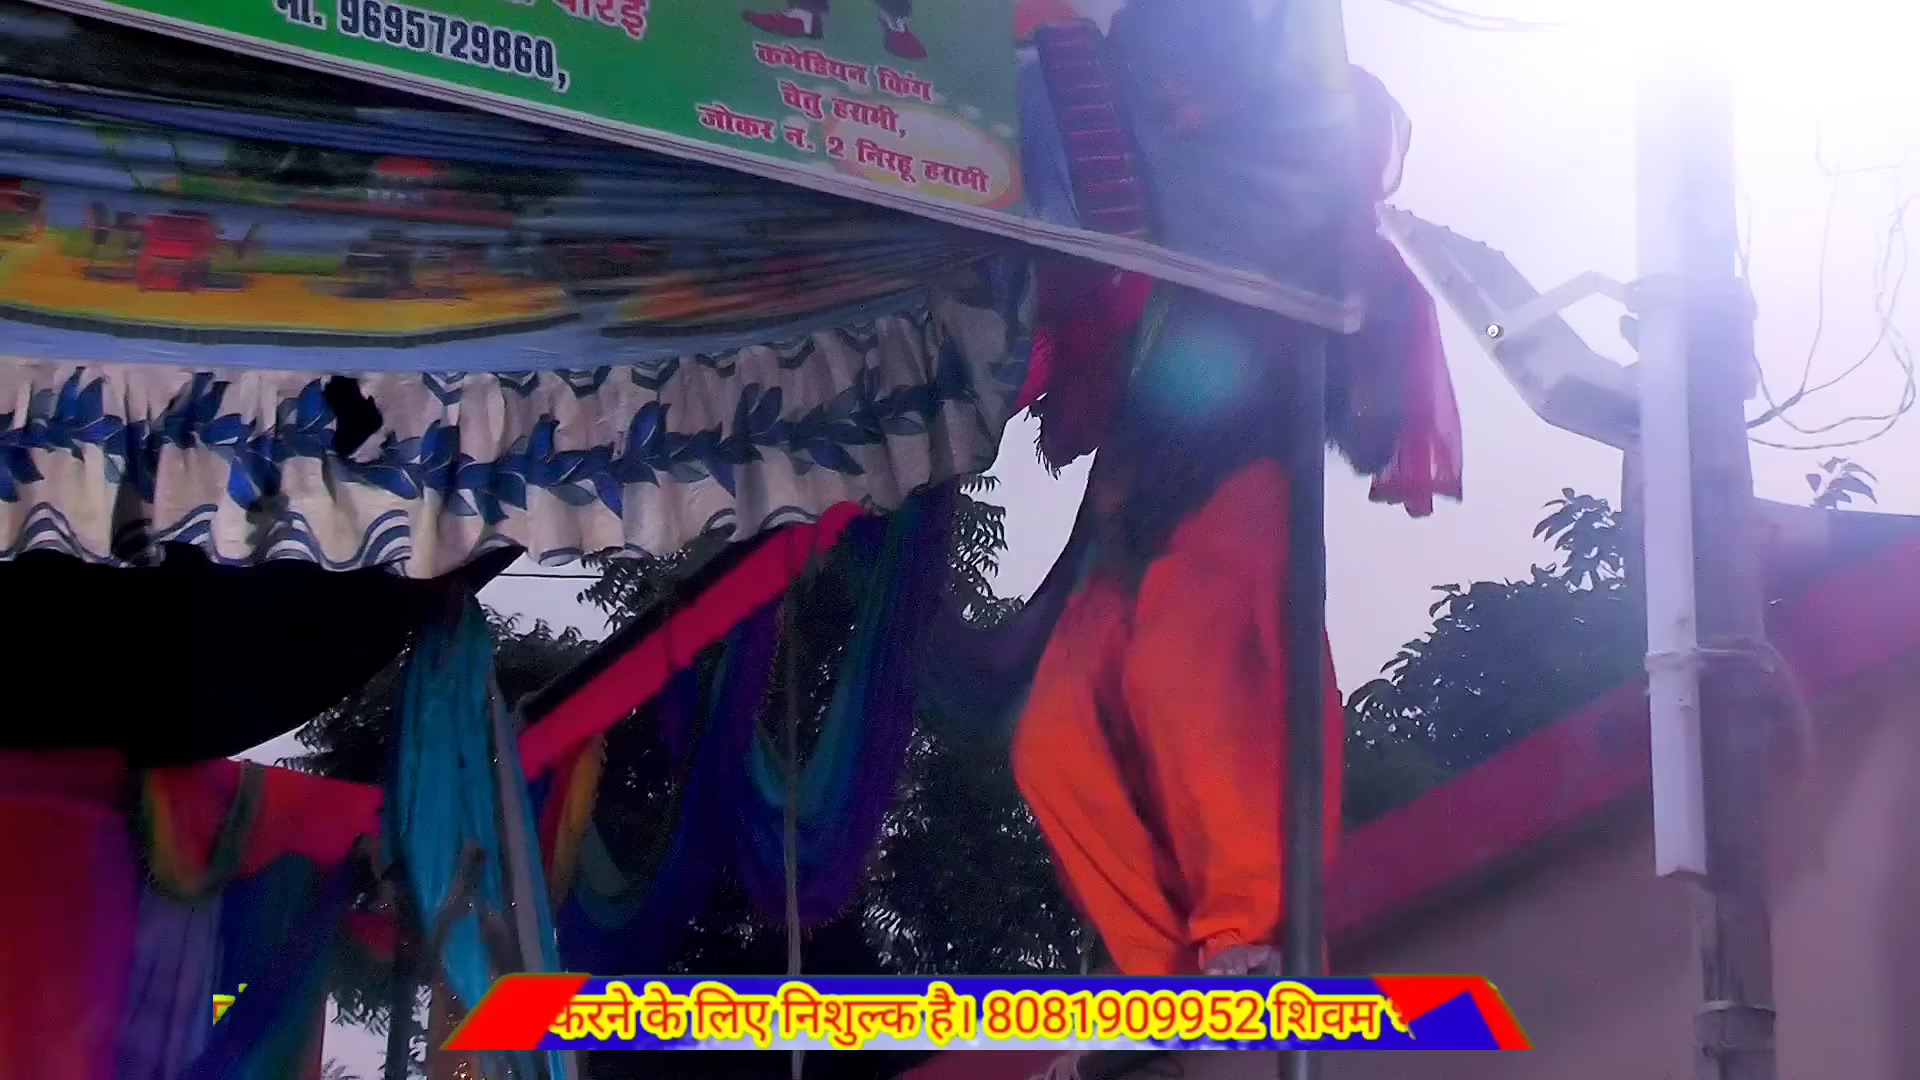 मो. 9695729860,
कमेडियन किंग
चेतु हरामी,
जोकर न. 2 निरहू हरामी
करने के लिए निशुल्क है। 8081909952 शिवम